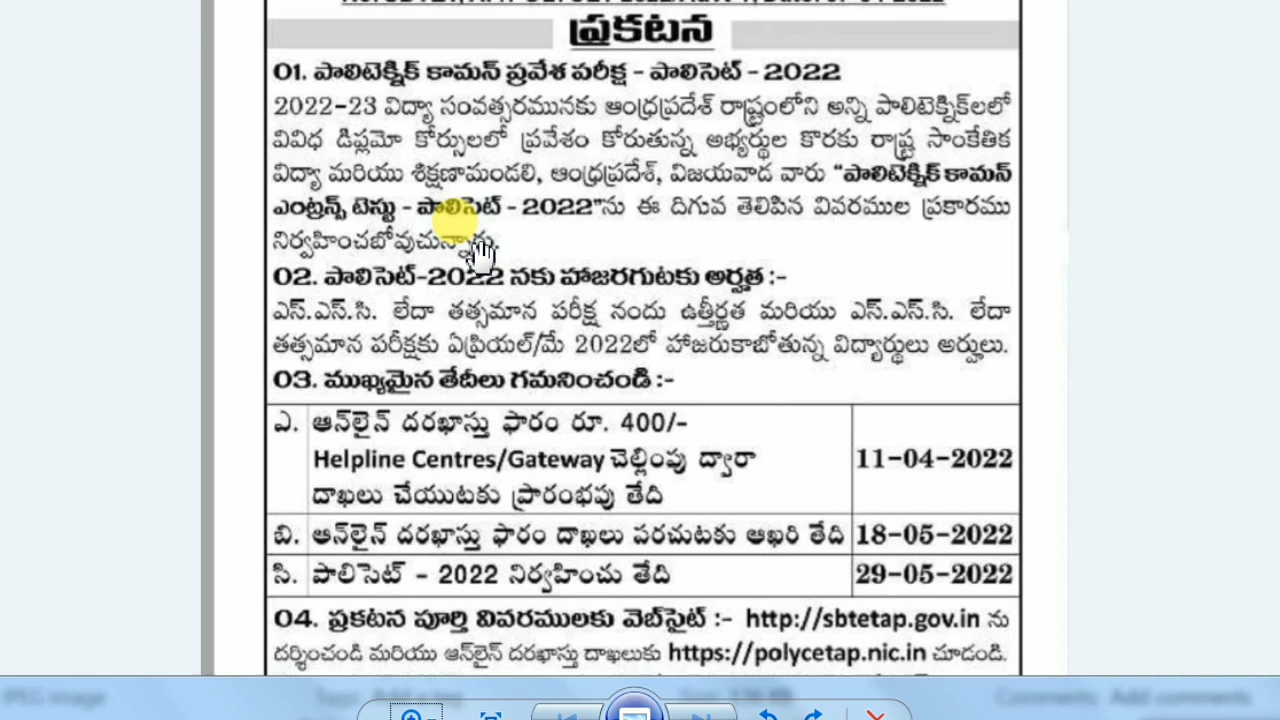 ప్రకటన
01. పాలిటెక్నిక్ కామన్ ప్రవేశ పరీక్ష - పాలిసెట్ - 2022
2022-23 విద్యా సంవత్సరమునకు ఆంధ్రప్రదేశ్ రాష్ట్రంలోని అన్ని పాలిటెక్నిక్‌లలో
వివిధ డిప్లమో కోర్సులలో ప్రవేశం కోరుతున్న అభ్యర్థుల కొరకు రాష్ట్ర సాంకేతిక
విద్యా మరియు శిక్షణామండలి, ఆంధ్రప్రదేశ్, విజయవాడ వారు "పాలిటెక్నిక్ కామన్
ఎంట్రన్స్ టెస్టు - పాలిసెట్ - 2022"ను ఈ దిగువ తెలిపిన వివరముల ప్రకారము
నిర్వహించబోవుచున్నారు.
02. పాలిసెట్-2022 నకు హాజరగుటకు అర్హత :-
ఎస్.ఎస్.సి. లేదా తత్సమాన పరీక్ష నందు ఉత్తీర్ణత మరియు ఎస్.ఎస్.సి. లేదా
తత్సమాన పరీక్షకు ఏప్రియల్/మే 2022లో హాజరుకాబోతున్న విద్యార్థులు అర్హులు.
03. ముఖ్యమైన తేదీలు గమనించండి :-
ఎ. ఆన్‌లైన్ దరఖాస్తు ఫారం రూ. 400/-
Helpline Centres/Gateway చెల్లింపు ద్వారా 11-04-2022
దాఖలు చేయుటకు ప్రారంభపు తేది
బి. ఆన్‌లైన్ దరఖాస్తు ఫారం దాఖలు పరచుటకు ఆఖరి తేది 18-05-2022
సి. పాలిసెట్ - 2022 నిర్వహించు తేది 29-05-2022
04. ప్రకటన పూర్తి వివరములకు వెబ్‌సైట్ :- http://sbtetap.gov.in ను
దర్శించండి మరియు ఆన్‌లైన్ దరఖాస్తు దాఖలుకు https://polycetap.nic.in చూడండి.
JPEG image